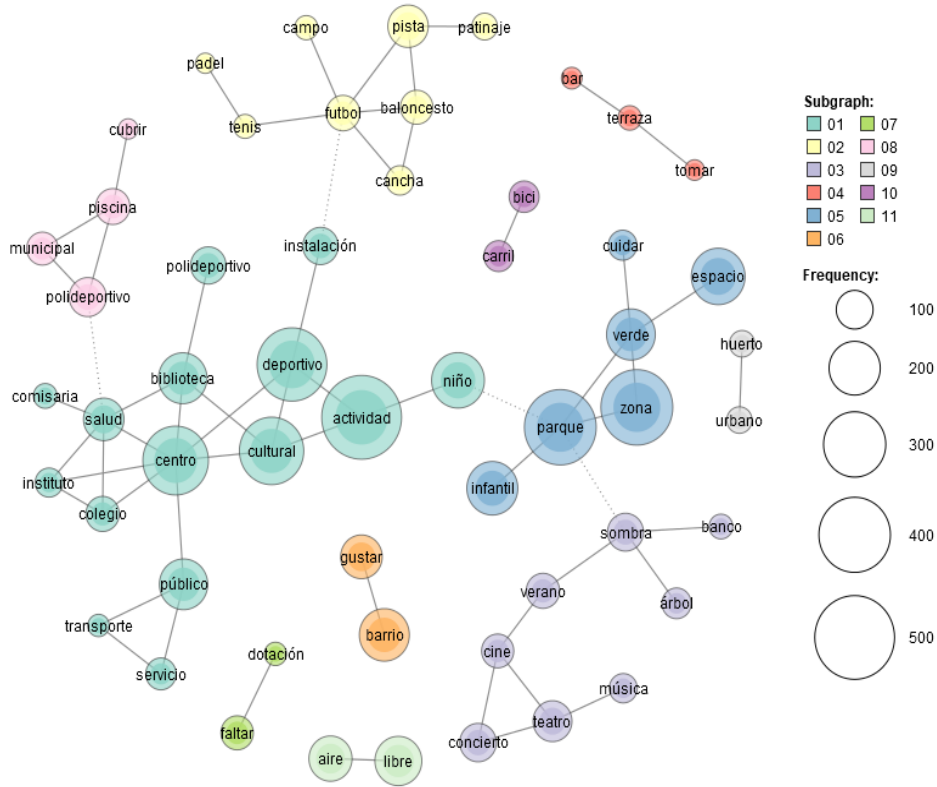 campo
pista
patinaje
padel
futbol
baloncesto
tenis
cancha
bar
terraza
tomar
Subgraph:
01
07
02
08
03
09
04
10
05
11
06
cubrir
piscina
municipal
polideportivo
bici
carril
instalación
polideportivo
cuidar
espacio
verde
Frequency:
100
200
300
400
500
huerto
urbano
deportivo
biblioteca
niño
comisaria
salud
actividad
zona
parque
centro
cultural
instituto
colegio
infantil
sombra
banco
gustar
verano
árbol
público
transporte
servicio
barrio
dotación
cine
música
faltar
teatro
concierto
aire
libre